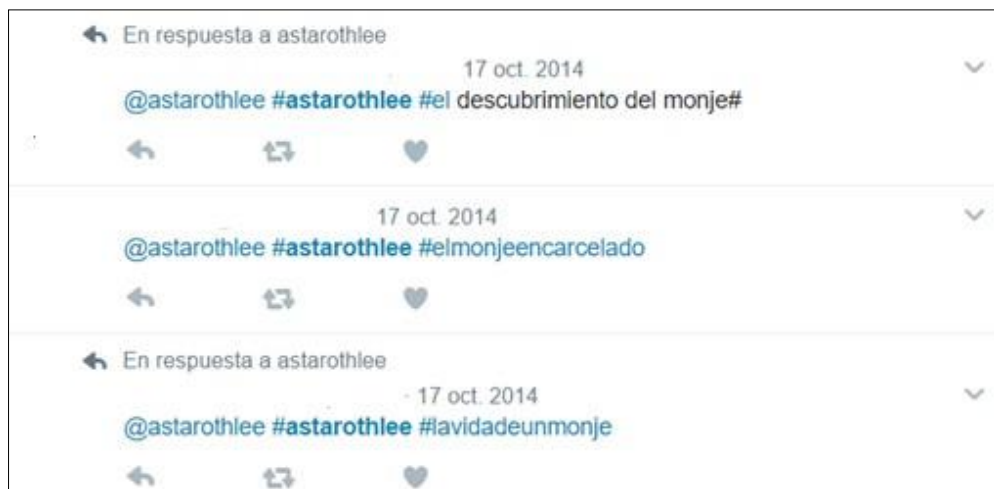 En respuesta a astarothlee
17 oct. 2014
@astarothlee #astarothlee #el descubrimiento del monje#
17 oct. 2014
@astarothlee #astarothlee #elmonjeencarcelado
En respuesta a astarothlee
17 oct. 2014
@astarothlee #astarothlee #lavidadeunmonje